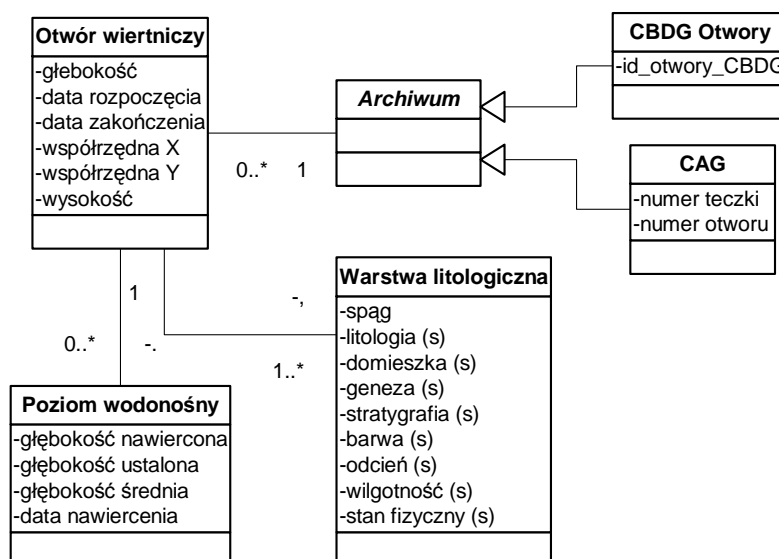 Otwór wiertniczy
-głebokość
-data rozpoczęcia
-data zakończenia
-współrzędna X
-współrzędna Y
-wysokość
0..*
1
Archiwum
CBDG Otwory
-id_otwory_CBDG
CAG
-numer teczki
-numer otworu
1
0..*
-.
-,
1..*
Warstwa litologiczna
-spąg
-litologia (s)
-domieszka (s)
-geneza (s)
-stratygrafia (s)
-barwa (s)
-odcień (s)
-wilgotność (s)
-stan fizyczny (s)
Poziom wodonośny
-głębokość nawiercona
-głębokość ustalona
-głębokość średnia
-data nawiercenia